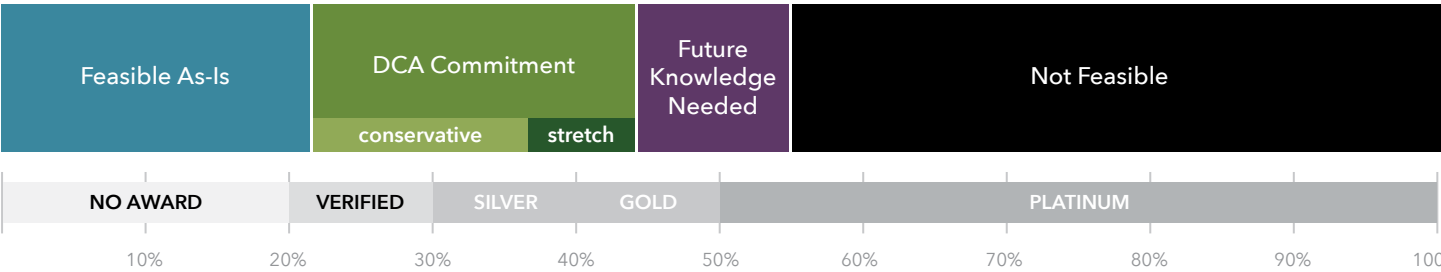 Feasible As-Is
DCA Commitment
conservative
stretch
Future
Knowledge
Needed
Not Feasible
NO AWARD
VERIFIED
SILVER
GOLD
PLATINUM
10%
20%
30%
40%
50%
60%
70%
80%
90%
100